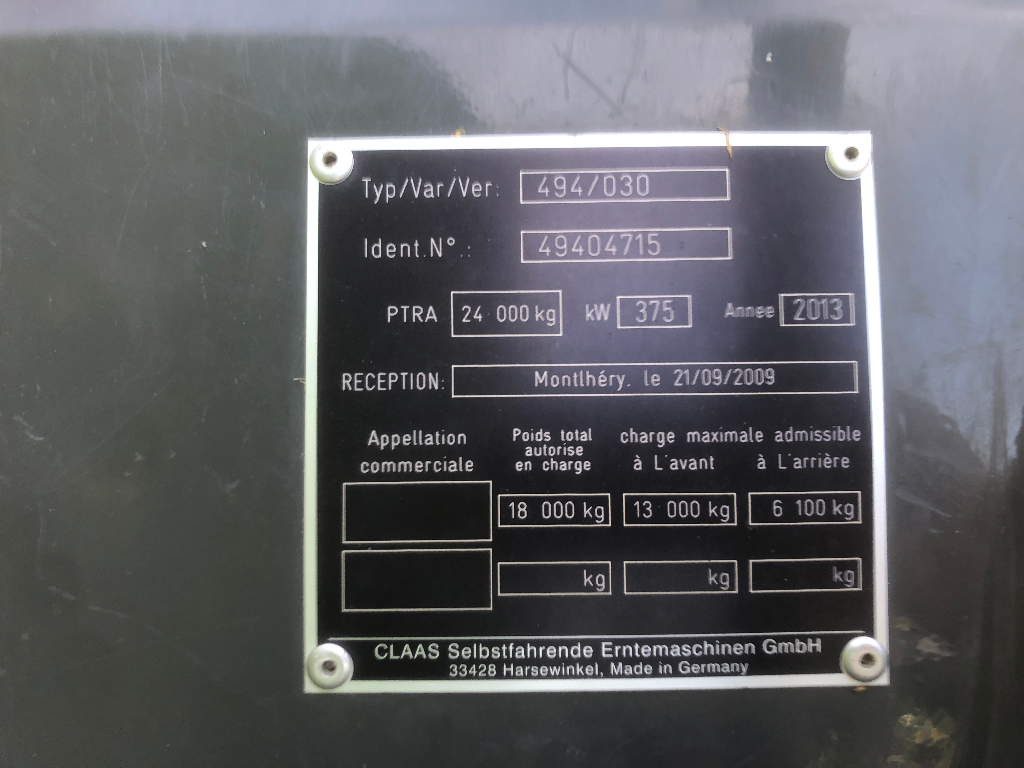 Typ/Var/Ver: 494/030
Ident.N° .: 49404715
PTRA 24 000 kg kW 375 Annee 2013
RECEPTION: Montlhéry. le 21/09/2009
Appellation commerciale
Poids total autorise en charge
charge maximale admissible
à L'avant à L'arrière
18 000 kg 13 000 kg 6 100 kg
kg kg kg
CLAAS Selbstfahrende Erntemaschinen GmbH
33428 Harsewinkel, Made in Germany